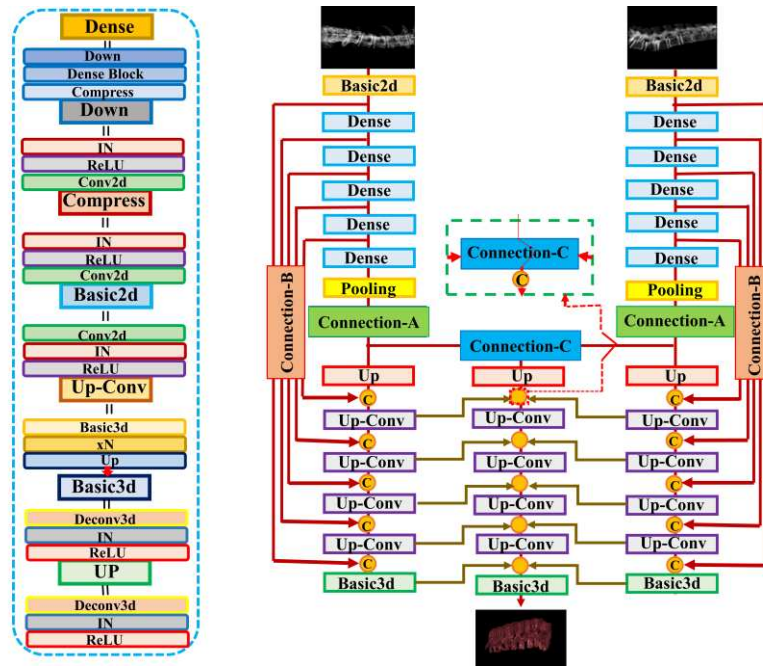 Dense
=
Down
Dense Block
Compress
Down
=
IN
ReLU
Conv2d
Compress
=
IN
ReLU
Conv2d
Basic2d
=
Conv2d
IN
ReLU
Up-Conv
=
Basic3d
xN
Up
Basic3d
=
Deconv3d
IN
ReLU
UP
=
Deconv3d
IN
ReLU
Basic2d
Dense
Dense
Dense
Dense
Dense
Pooling
Connection-A
Connection-B
Up
C
Up-Conv
C
Up-Conv
C
Up-Conv
C
Up-Conv
C
Basic3d
Connection-C
C
Connection-C
Up
Up-Conv
Up-Conv
Up-Conv
Up-Conv
Basic3d
Basic2d
Dense
Dense
Dense
Dense
Dense
Pooling
Connection-A
Connection-B
Up
C
Up-Conv
C
Up-Conv
C
Up-Conv
C
Up-Conv
C
Basic3d